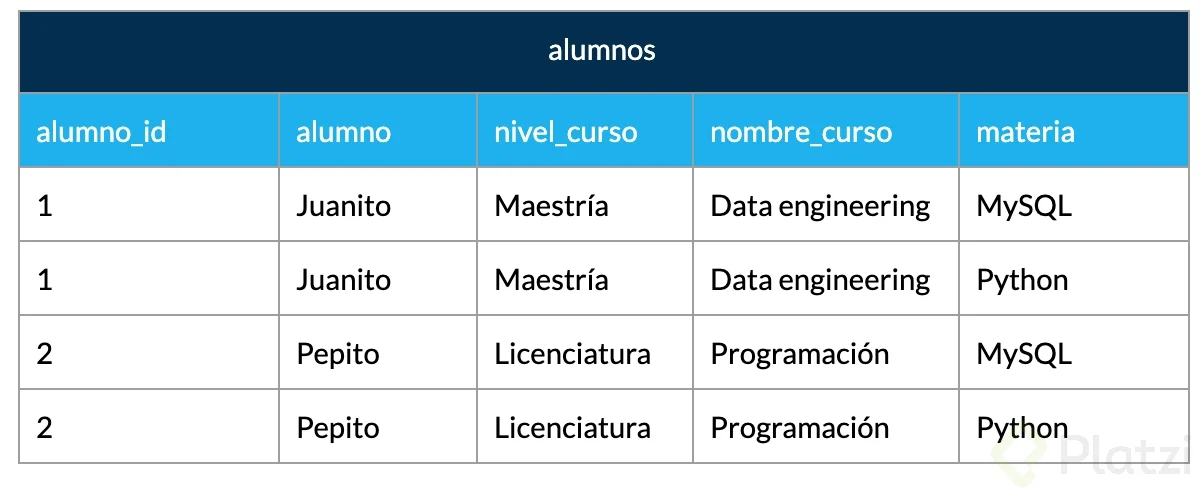 alumnos
alumno_id alumno nivel_curso nombre_curso materia
1 Juanito Maestría Data engineering MySQL
1 Juanito Maestría Data engineering Python
2 Pepito Licenciatura Programación MySQL
2 Pepito Licenciatura Programación Python
Platzi